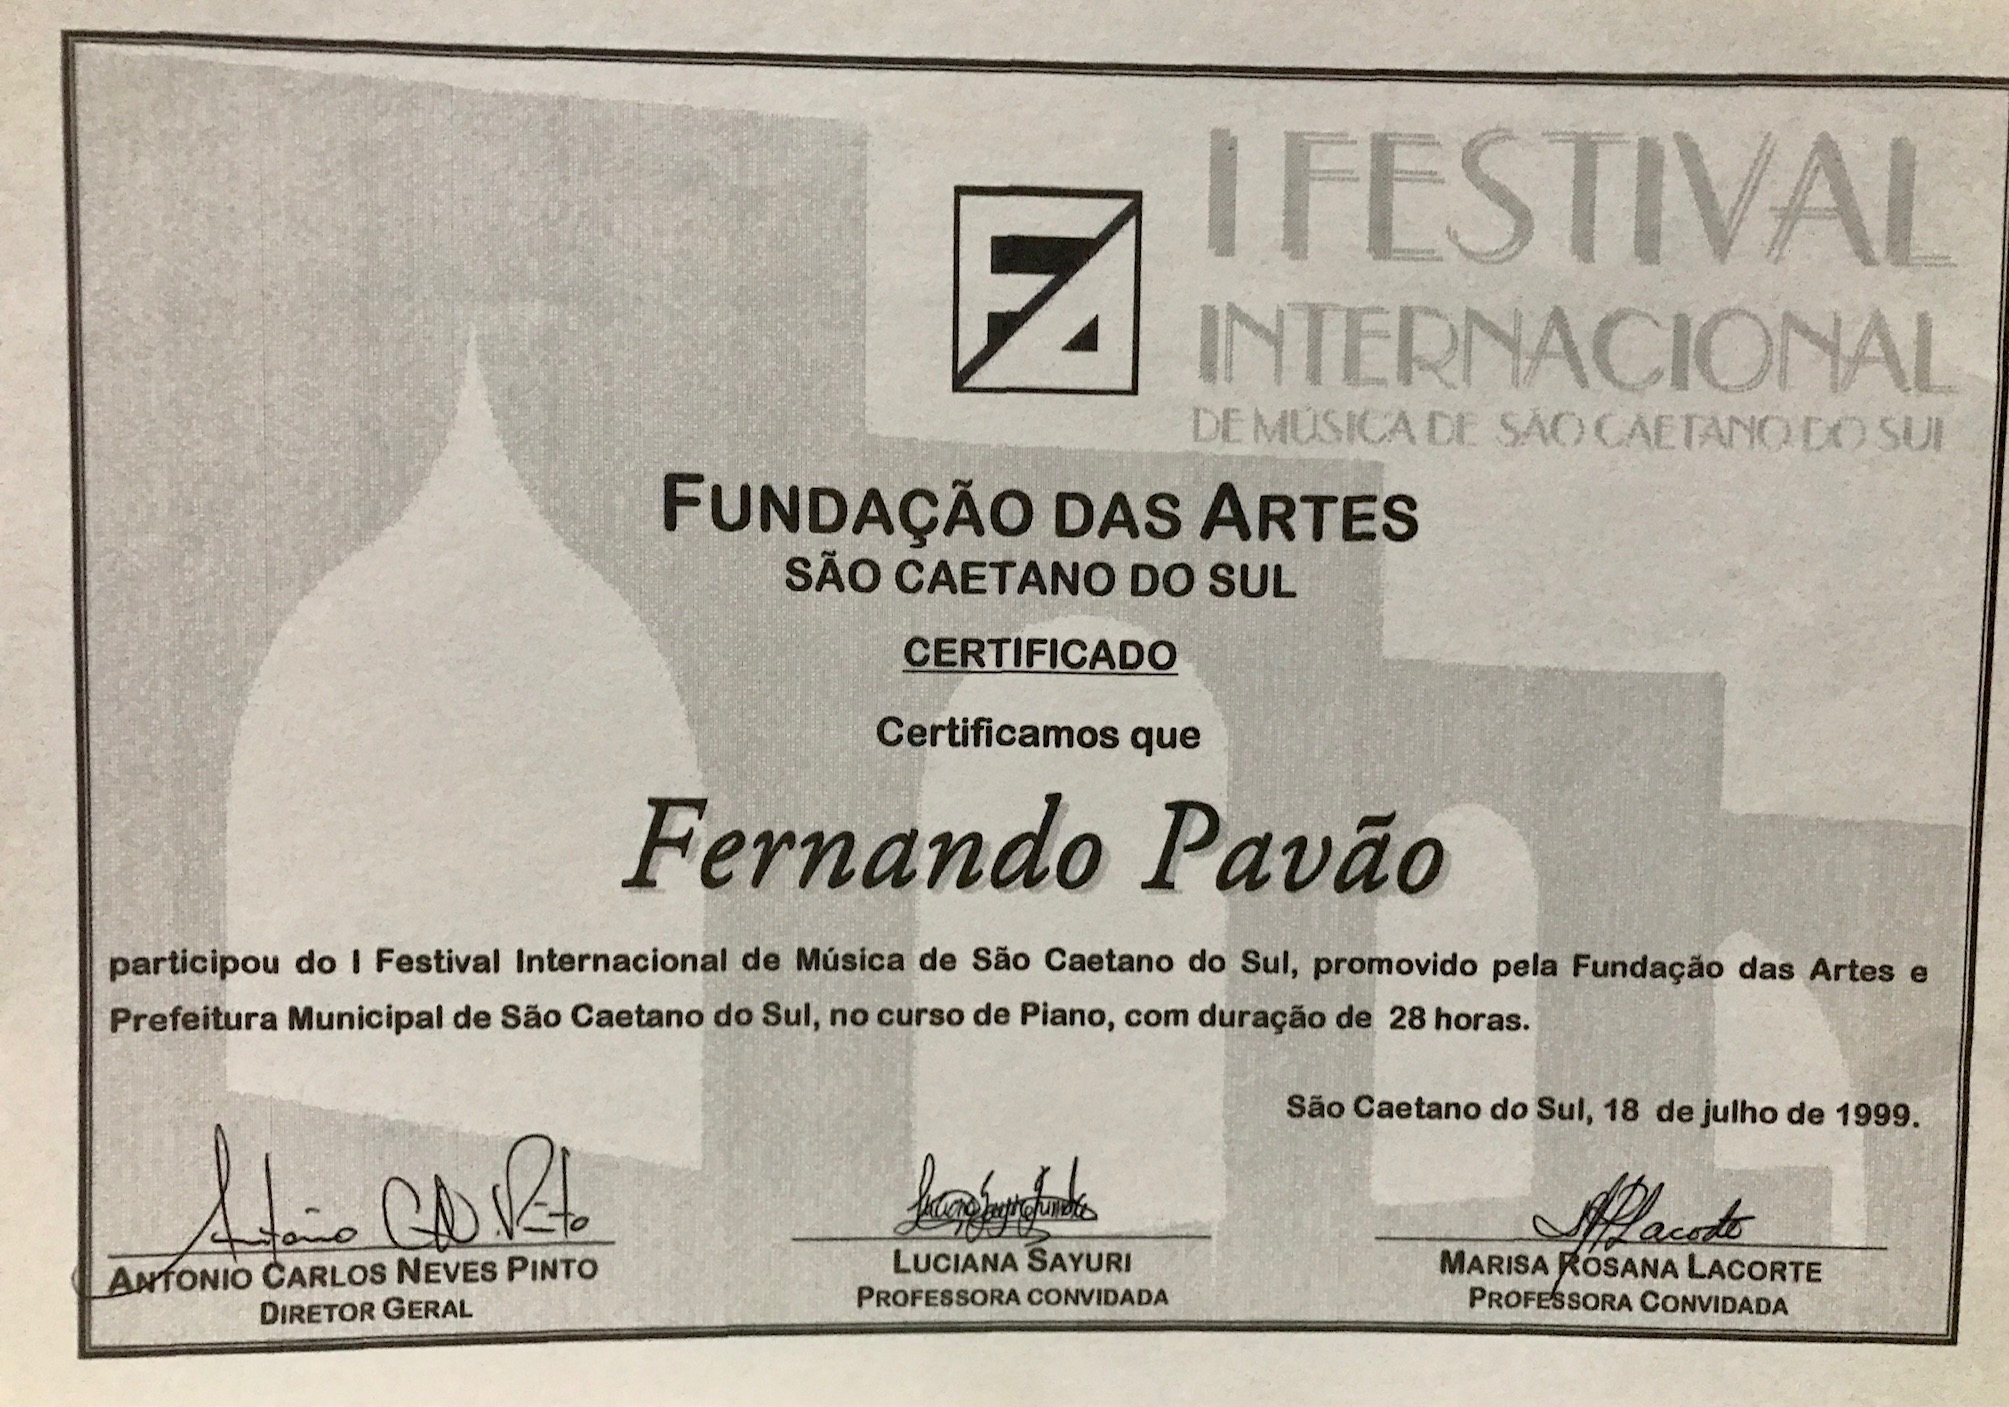 I FESTIVAL
INTERNACIONAL
DE MÚSICA DE SÃO CAETANO DO SUL
FUNDAÇÃO DAS ARTES
SÃO CAETANO DO SUL
CERTIFICADO
Certificamos que
Fernando Pavão
participou do I Festival Internacional de Música de São Caetano do Sul, promovido pela Fundação das Artes e
Prefeitura Municipal de São Caetano do Sul, no curso de Piano, com duração de 28 horas.
São Caetano do Sul, 18 de julho de 1999.
Antônio C. N. Pinto
ANTONIO CARLOS NEVES PINTO
DIRETOR GERAL
LUCIANA SAYURI
PROFESSORA CONVIDADA
Lacorte
MARISA ROSANA LACORTE
PROFESSORA CONVIDADA